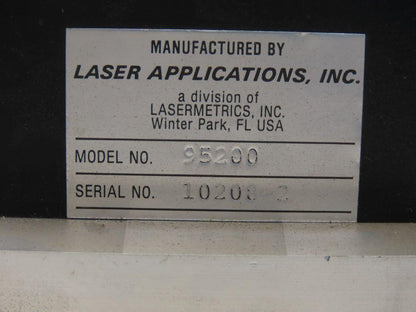 MANUFACTURED BY
LASER APPLICATIONS, INC.
a division of
LASERMETRICS, INC.
Winter Park, FL USA
MODEL NO. 95200
SERIAL NO. 10208 2